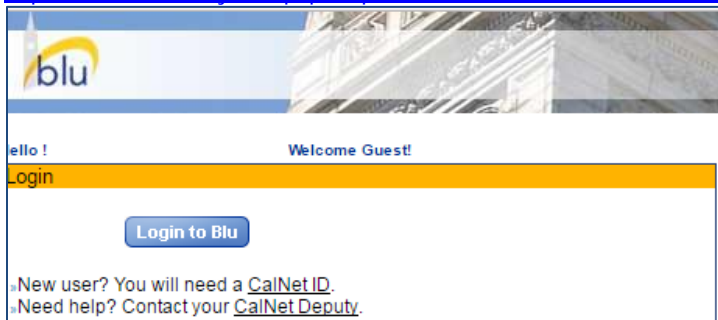 blu
ello ! Welcome Guest!
Login
Login to Blu
»New user? You will need a CalNet ID.
»Need help? Contact your CalNet Deputy.